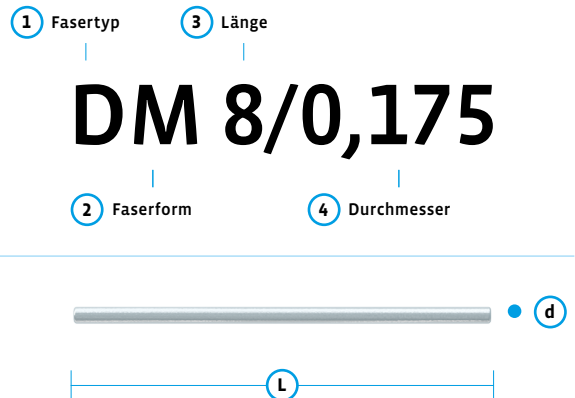 1 Fasertyp 3 Länge
DM 8/0,175
2 Faserform 4 Durchmesser
d
L